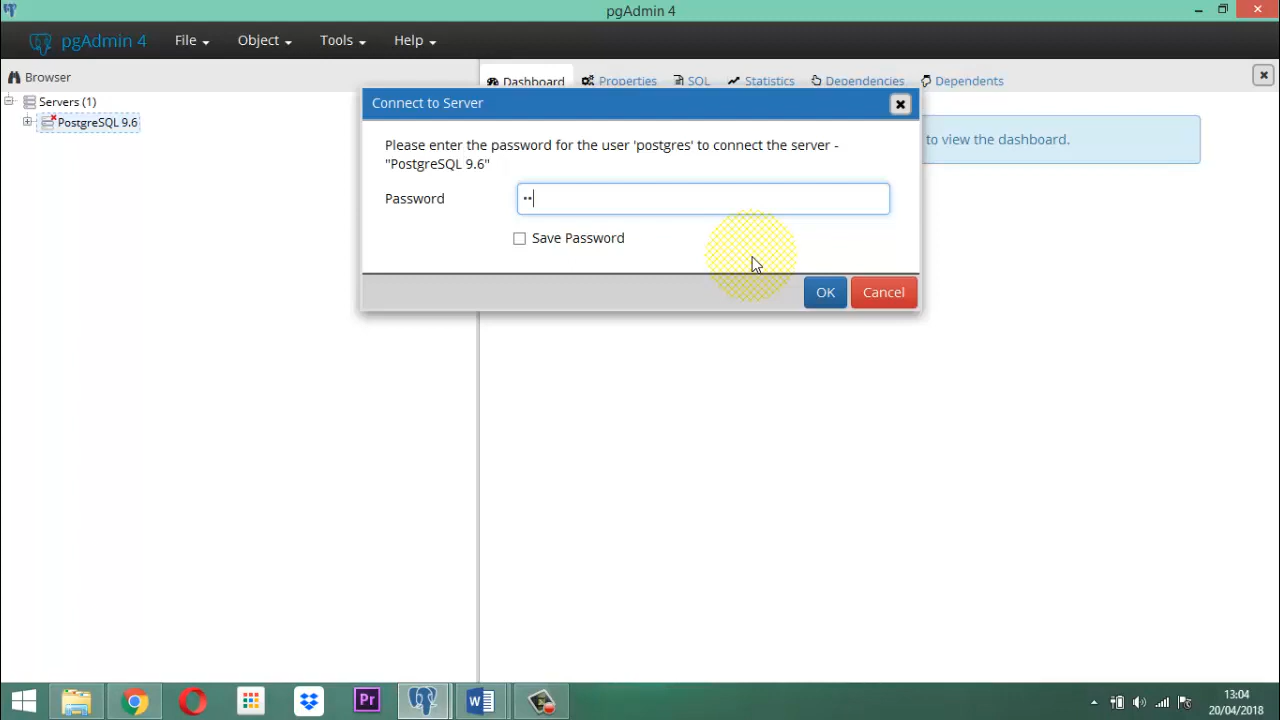 pgAdmin 4
pgAdmin 4 File Object Tools Help
Browser
Dashboard Properties SQL Statistics Dependencies Dependents
Servers (1)
PostgreSQL 9.6
Connect to Server
Please enter the password for the user 'postgres' to connect the server -
"PostgreSQL 9.6"
to view the dashboard.
Password ••
Save Password
OK Cancel
Pr
W
13:04
20/04/2018